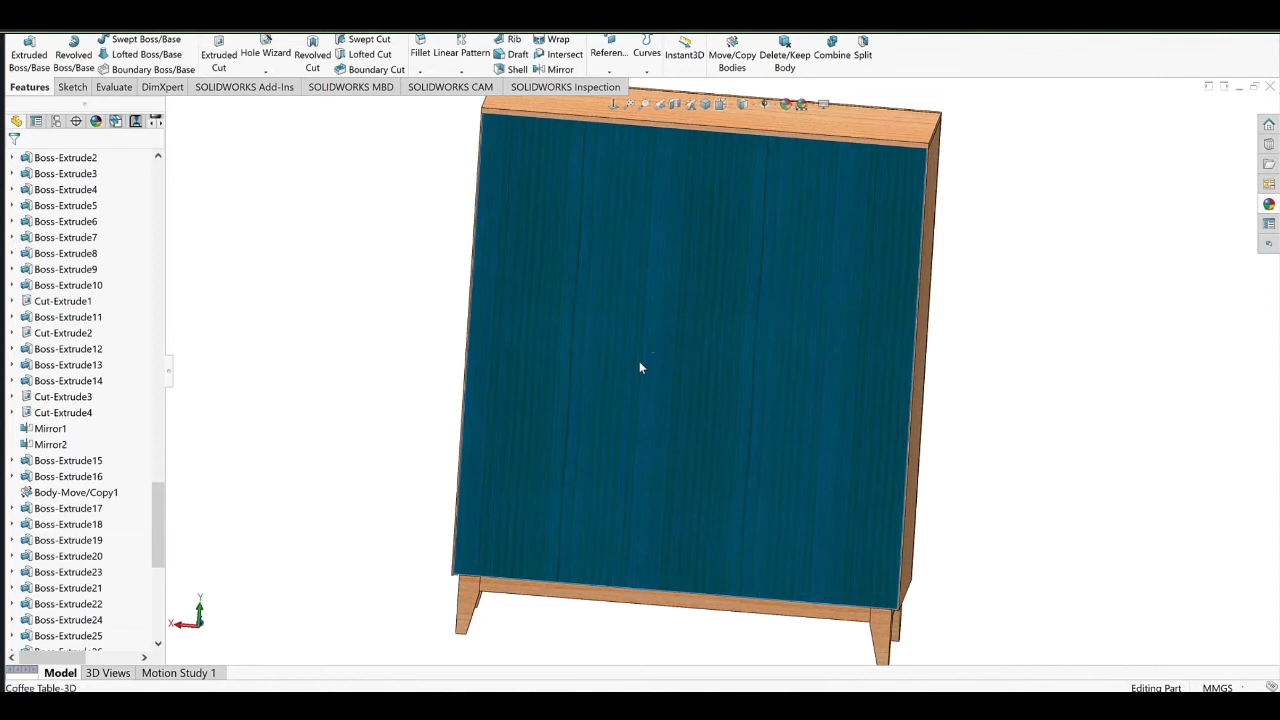 Extruded Boss/Base
Revolved Boss/Base
Swept Boss/Base
Lofted Boss/Base
Boundary Boss/Base
Extruded Cut
Hole Wizard
Revolved Cut
Swept Cut
Lofted Cut
Boundary Cut
Fillet
Linear Pattern
Rib
Draft
Shell
Wrap
Intersect
Mirror
Referen...
Curves
Instant3D
Move/Copy Bodies
Delete/Keep Body
Combine
Split
Features Sketch Evaluate DimXpert SOLIDWORKS Add-Ins SOLIDWORKS MBD SOLIDWORKS CAM SOLIDWORKS Inspection
Boss-Extrude2
Boss-Extrude3
Boss-Extrude4
Boss-Extrude5
Boss-Extrude6
Boss-Extrude7
Boss-Extrude8
Boss-Extrude9
Boss-Extrude10
Cut-Extrude1
Boss-Extrude11
Cut-Extrude2
Boss-Extrude12
Boss-Extrude13
Boss-Extrude14
Cut-Extrude3
Cut-Extrude4
Mirror1
Mirror2
Boss-Extrude15
Boss-Extrude16
Body-Move/Copy1
Boss-Extrude17
Boss-Extrude18
Boss-Extrude19
Boss-Extrude20
Boss-Extrude23
Boss-Extrude21
Boss-Extrude22
Boss-Extrude24
Boss-Extrude25
Y
X
Model 3D Views Motion Study 1
Coffee Table-3D
Editing Part MMGS